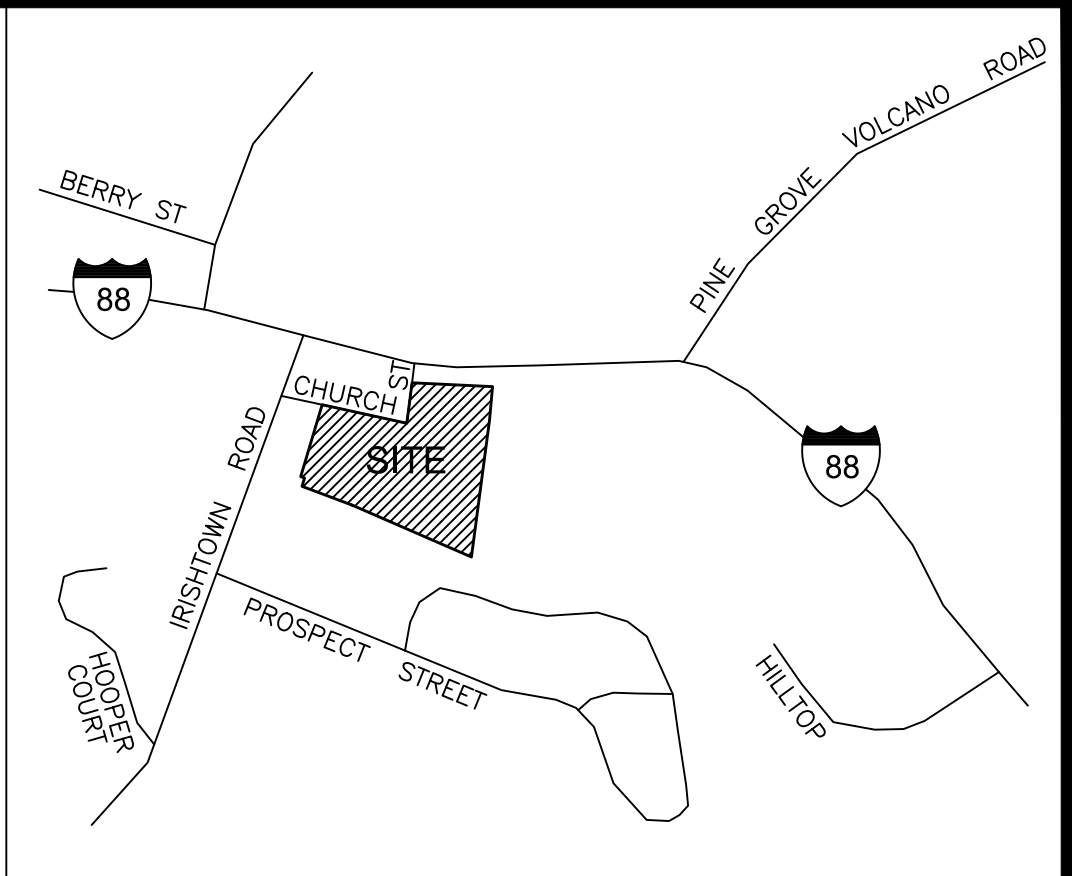 PINE GROVE VOLCANO ROAD
BERRY ST
88
CHURCH ST
SITE
IRISHTOWN ROAD
88
PROSPECT STREET
HOOPER
COURT
HILLTOP